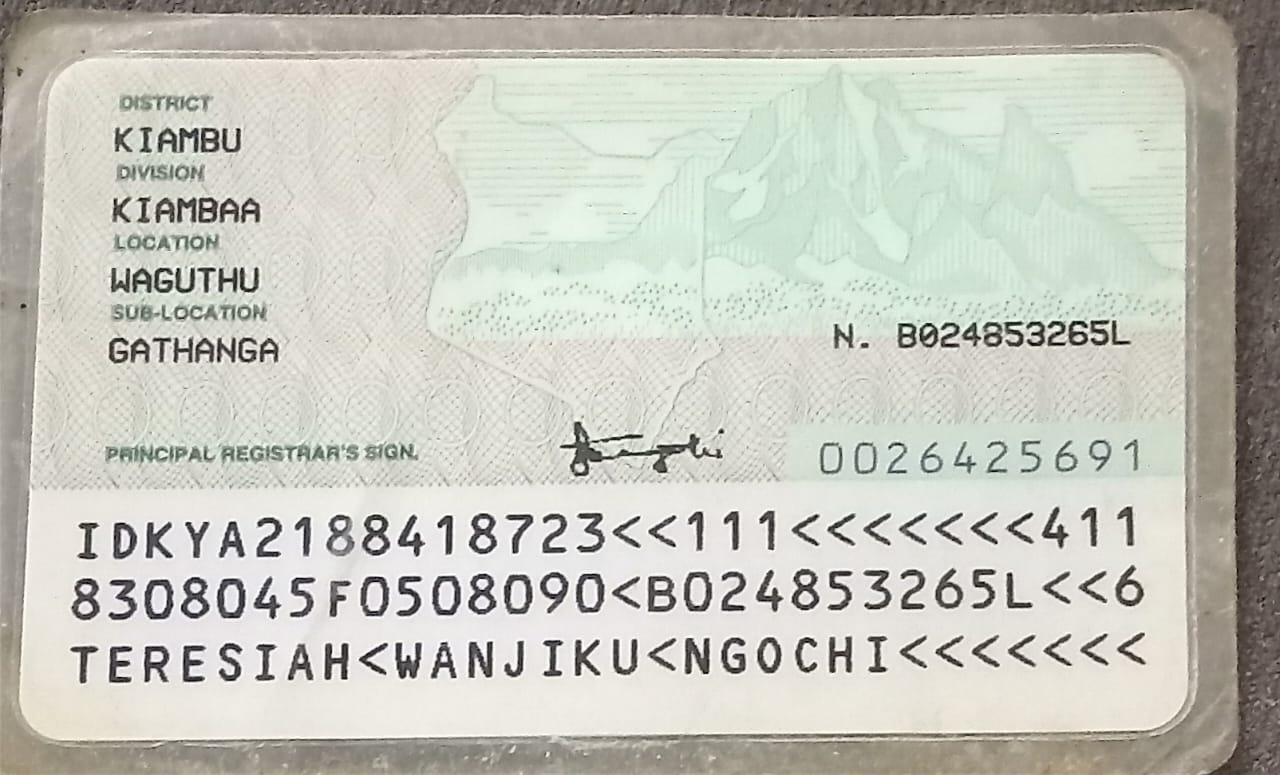 DISTRICT
KIAMBU
DIVISION
KIAMBAA
LOCATION
WAGUTHU
SUB-LOCATION
GATHANGA
N. B024853265L
PRINCIPAL REGISTRAR'S SIGN.
0026425691
IDKYA2188418723<<111<<<<<<<411
8308045F0508090<B024853265L<<6
TERESIAH<WANJIKU<NGOCHI<<<<<<<